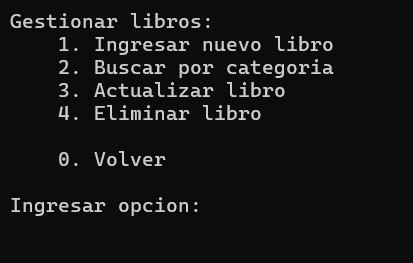 Gestionar libros:
1. Ingresar nuevo libro
2. Buscar por categoria
3. Actualizar libro
4. Eliminar libro
0. Volver
Ingresar opcion: